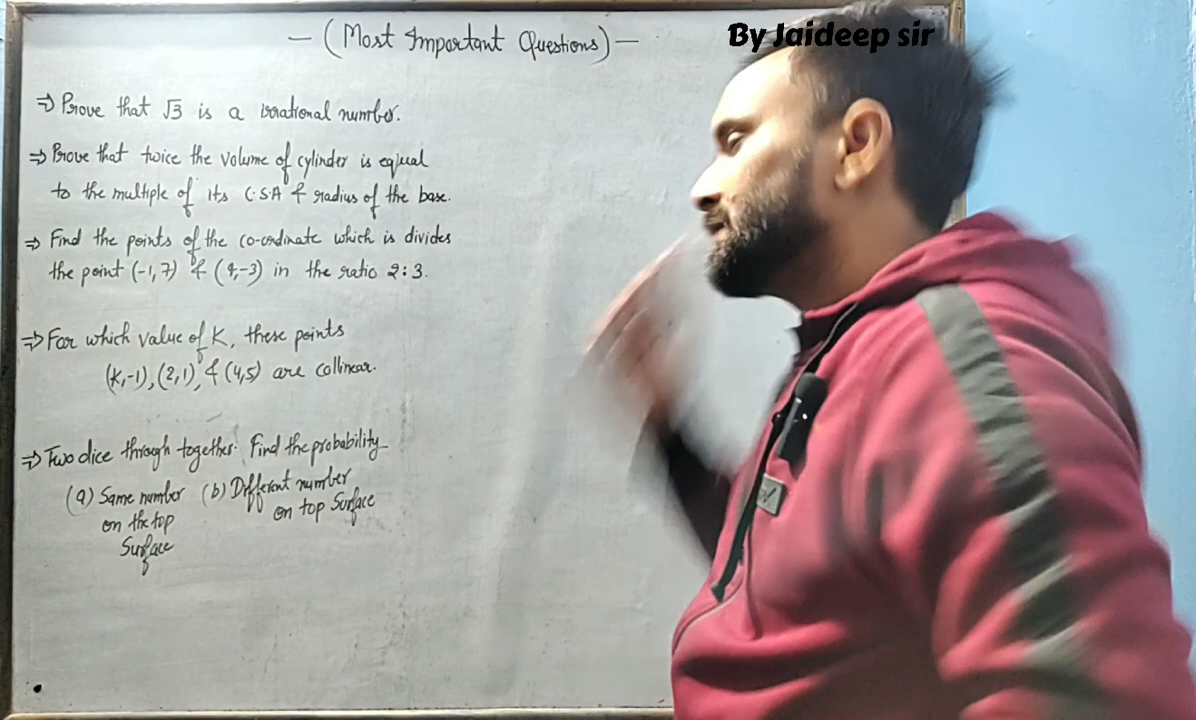 By Jaideep sir
— (Most Important Questions) —
⇒ Prove that √3 is a irrational number.
⇒ Prove that twice the volume of cylinder is equal
to the multiple of its C.S.A & radius of the base.
⇒ Find the points of the co-ordinate which is divides
the point (-1, 7) & (4, -3) in the ratio 2:3.
⇒ For which value of K, these points
(K,-1), (2,1), & (4,5) are collinear.
⇒ Two dice through together. Find the probability
(a) Same number (b) Different number
on the top on top Surface
Surface